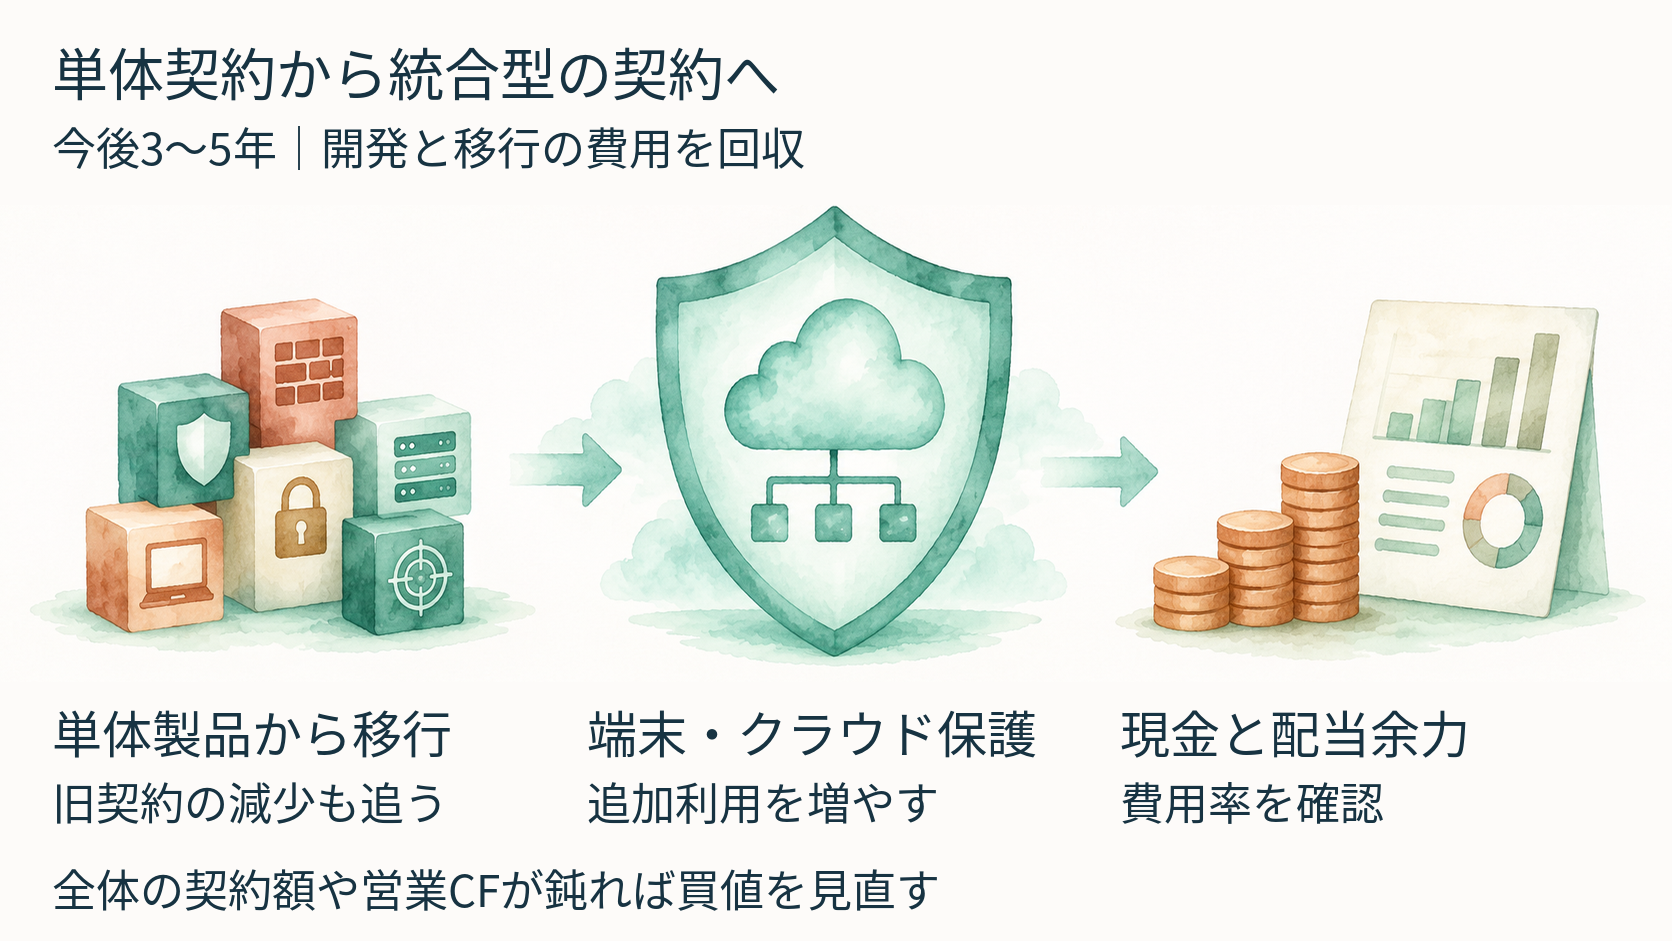 単体契約から統合型の契約へ
今後3〜5年｜開発と移行の費用を回収
単体製品から移行
旧契約の減少も追う
端末・クラウド保護
追加利用を増やす
現金と配当余力
費用率を確認
全体の契約額や営業CFが鈍れば買値を見直す